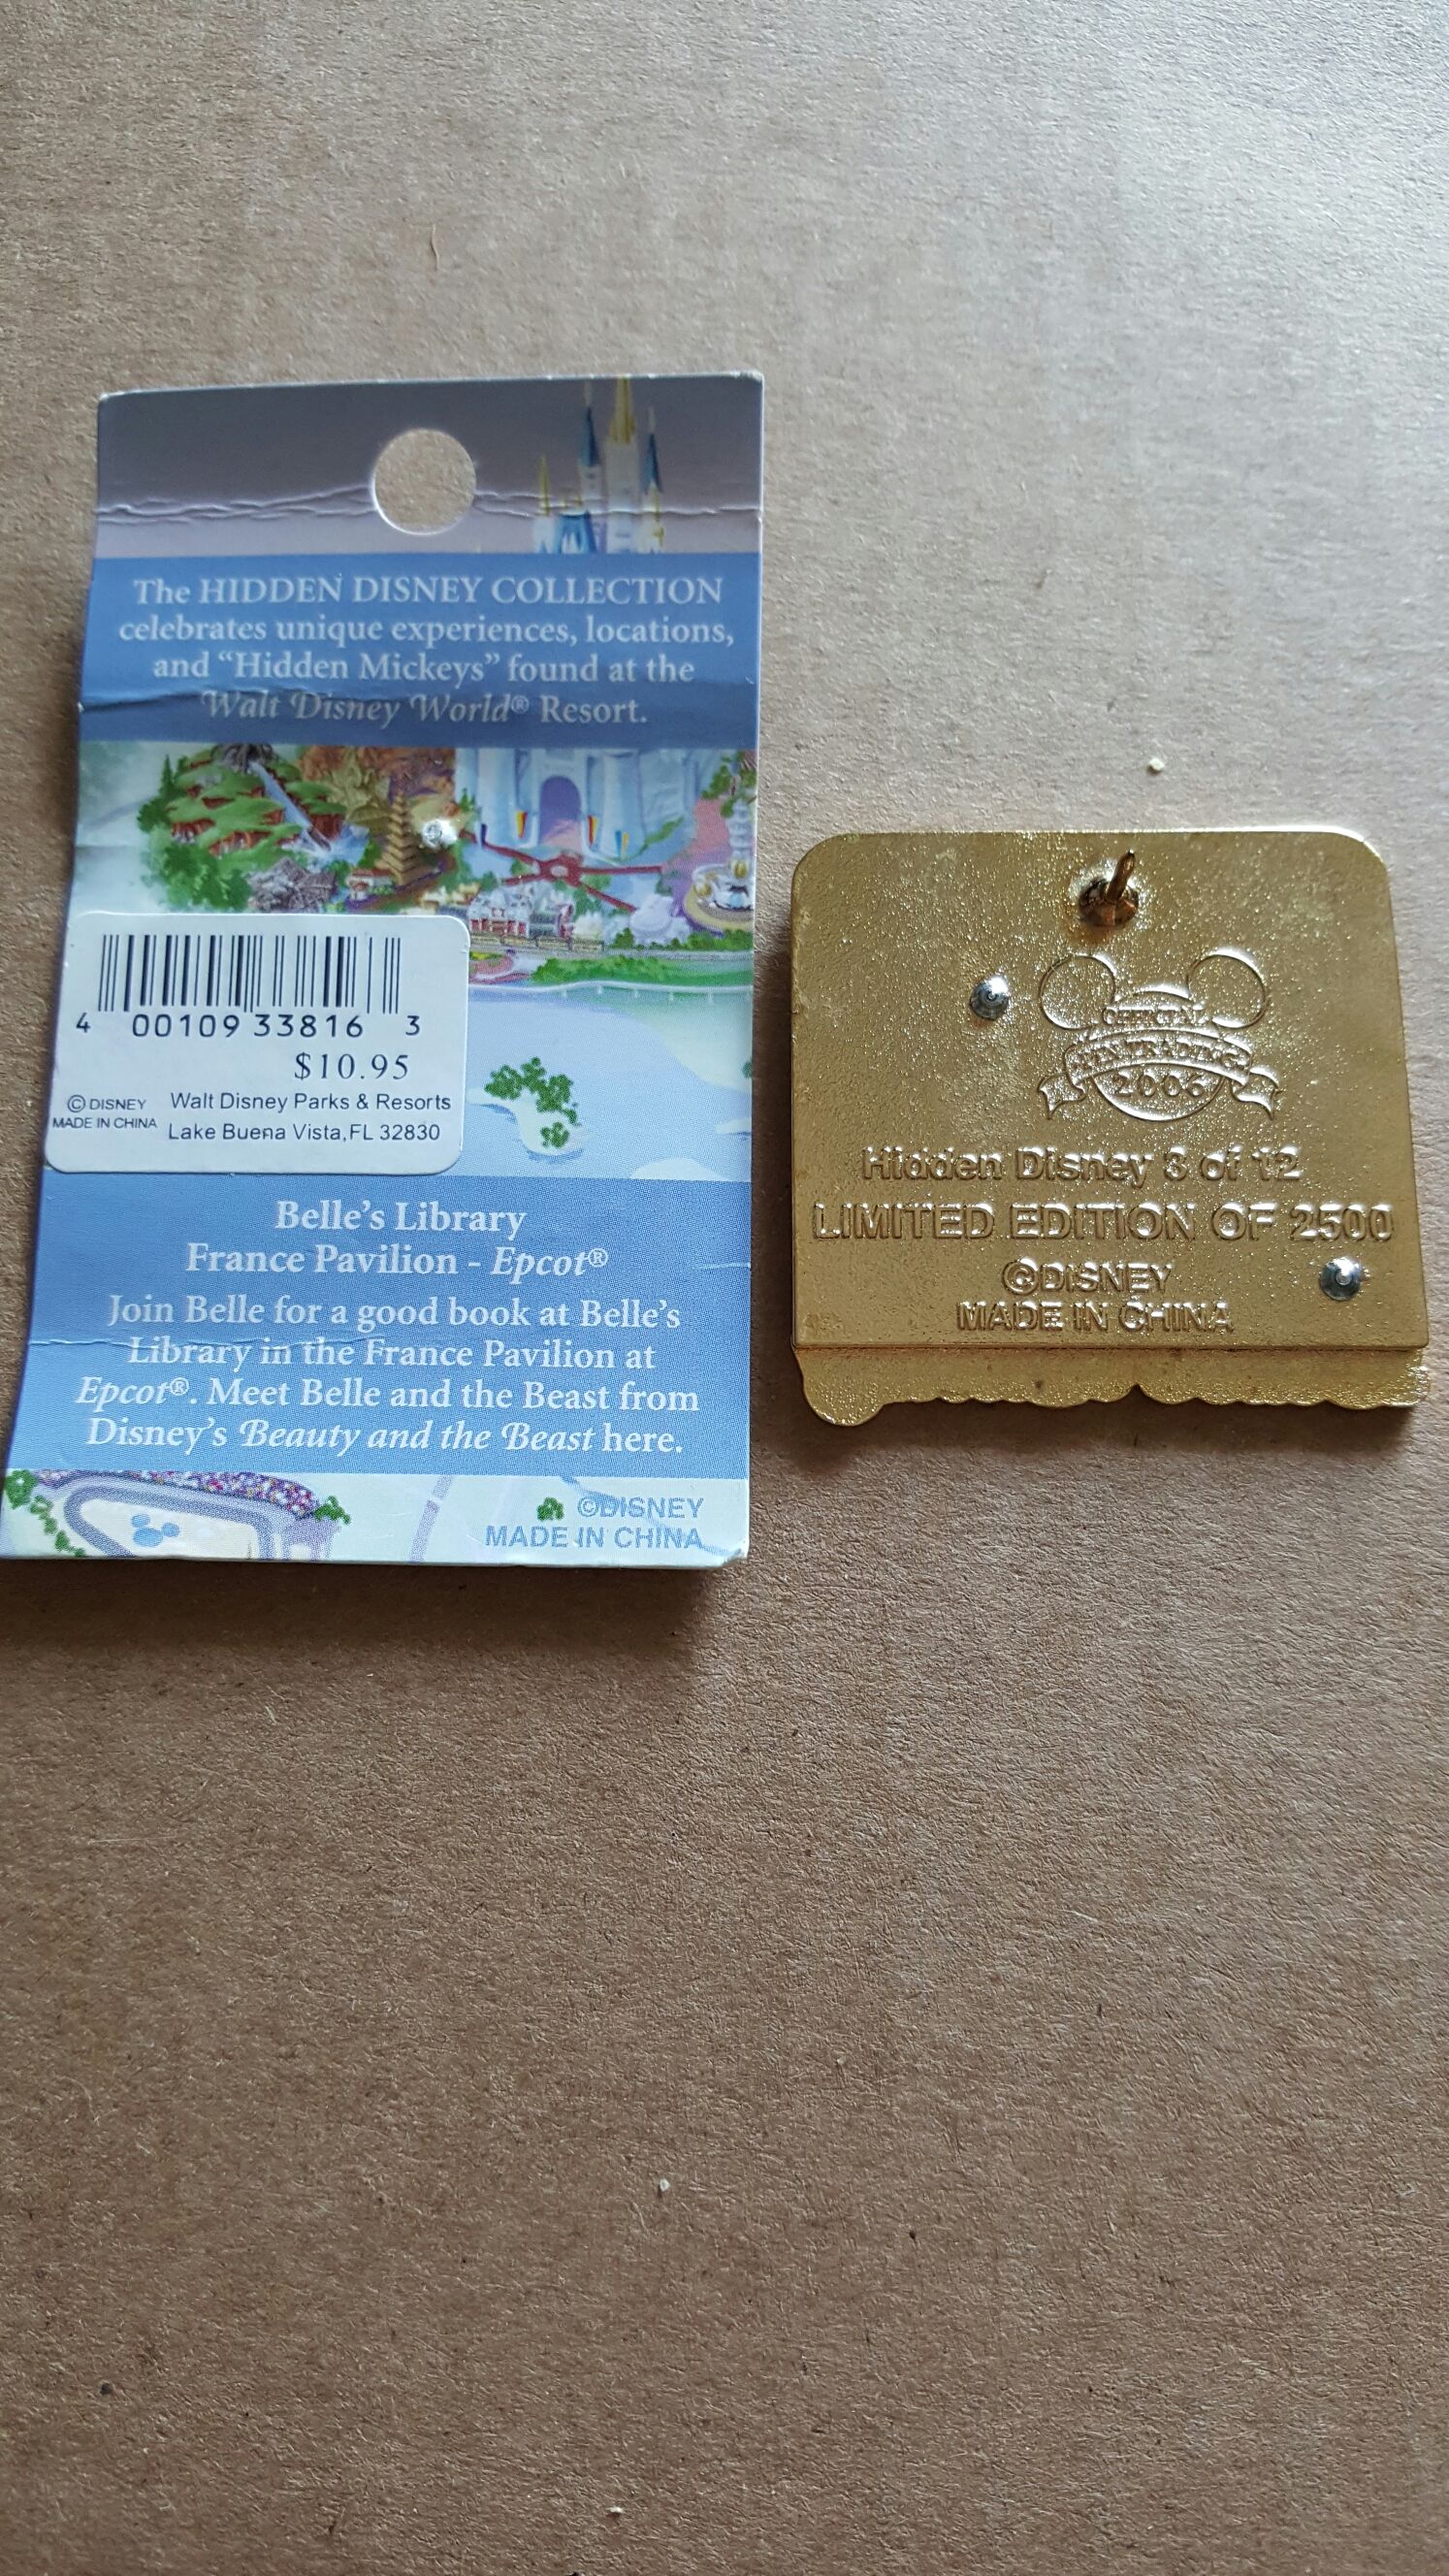 The HIDDEN DISNEY COLLECTION
celebrates unique experiences, locations,
and “Hidden Mickeys” found at the
Walt Disney World® Resort.
4 00109 33816 3
$10.95
© DISNEY
MADE IN CHINA
Walt Disney Parks & Resorts
Lake Buena Vista, FL 32830
Belle's Library
France Pavilion - Epcot®
Join Belle for a good book at Belle's
Library in the France Pavilion at
Epcot®. Meet Belle and the Beast from
Disney's Beauty and the Beast here.
©DISNEY
MADE IN CHINA
OFFICIAL
PIN TRADING
2006
Hidden Disney 8 of 12
LIMITED EDITION OF 2500
©DISNEY
MADE IN CHINA